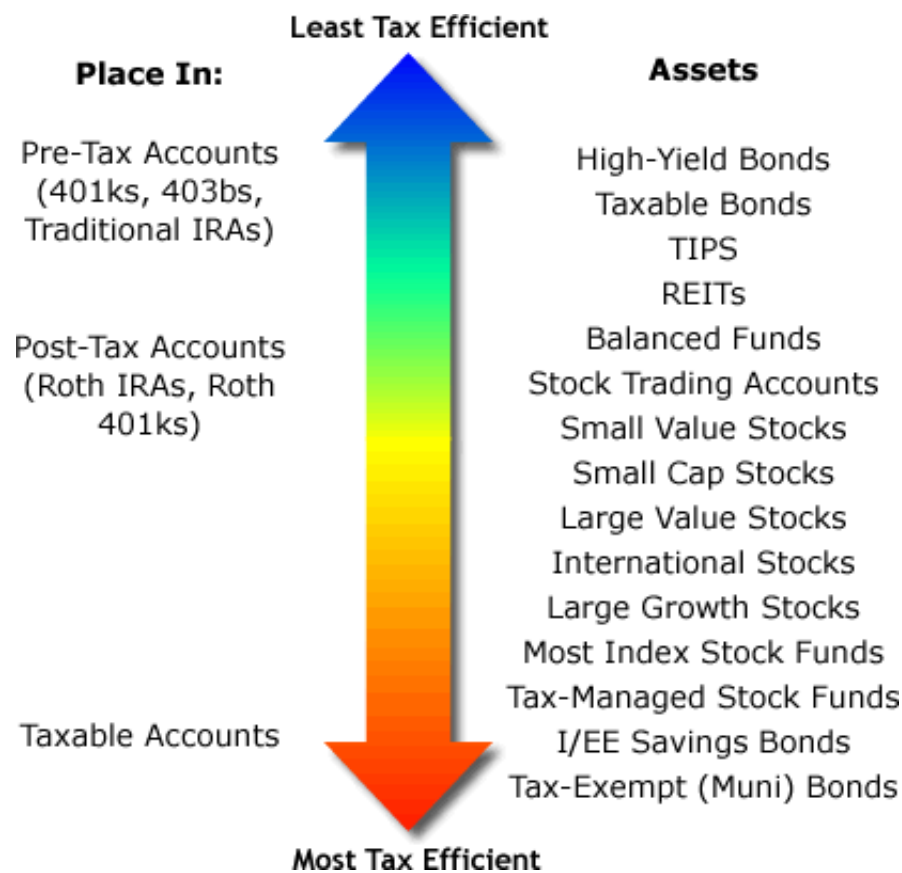 Least Tax Efficient
Place In:
Pre-Tax Accounts
(401ks, 403bs,
Traditional IRAs)
Post-Tax Accounts
(Roth IRAs, Roth
401ks)
Taxable Accounts
Assets
High-Yield Bonds
Taxable Bonds
TIPS
REITs
Balanced Funds
Stock Trading Accounts
Small Value Stocks
Small Cap Stocks
Large Value Stocks
International Stocks
Large Growth Stocks
Most Index Stock Funds
Tax-Managed Stock Funds
I/EE Savings Bonds
Tax-Exempt (Muni) Bonds
Most Tax Efficient